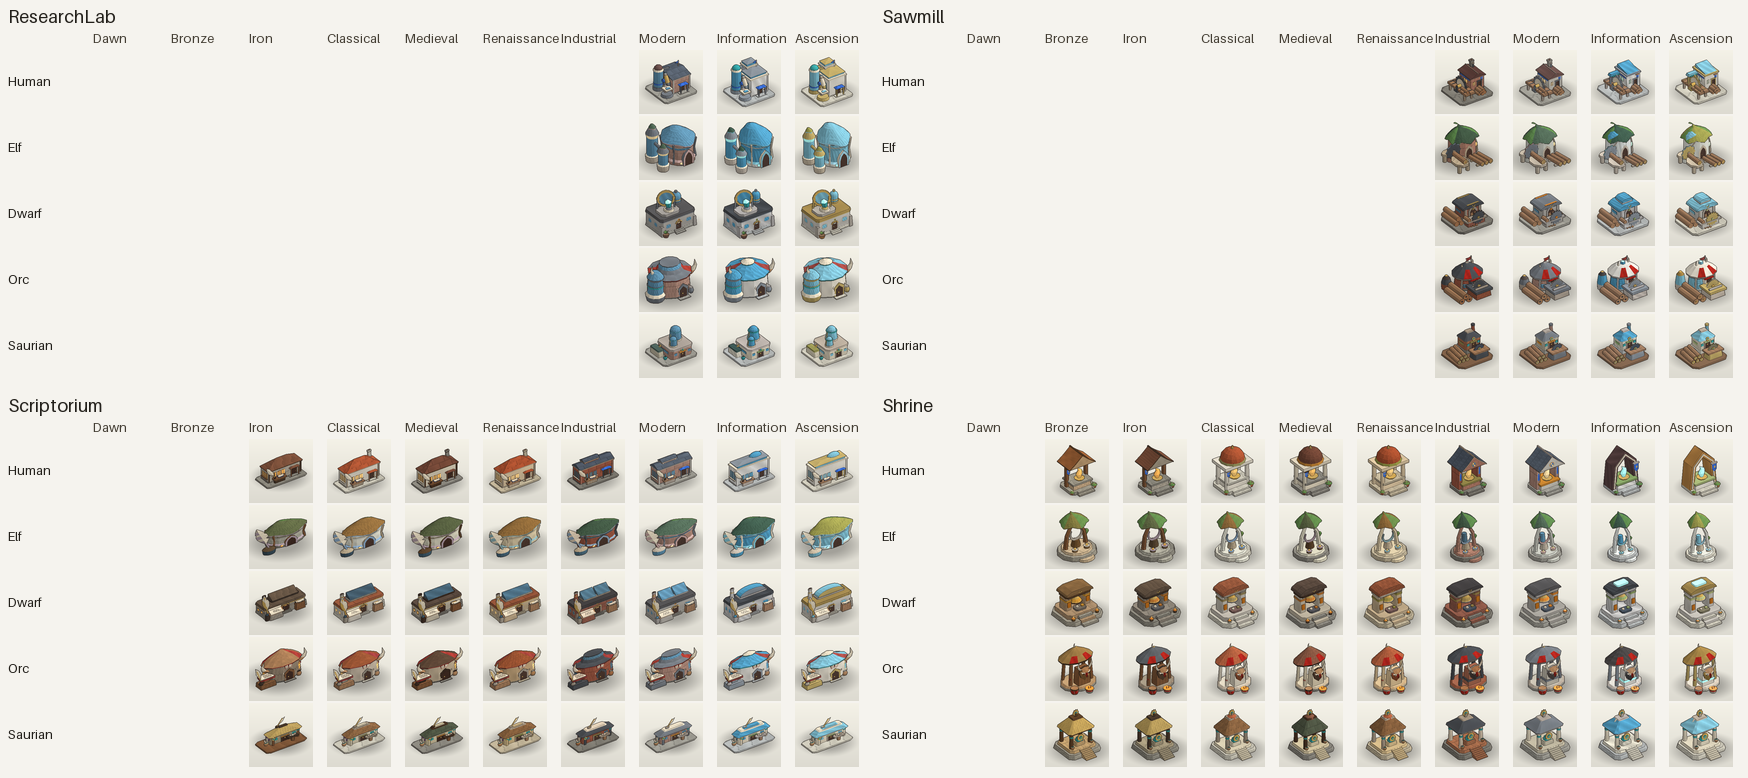 ResearchLab
Dawn Bronze Iron Classical Medieval Renaissance Industrial Modern Information Ascension
Human
Elf
Dwarf
Orc
Saurian
Sawmill
Dawn Bronze Iron Classical Medieval Renaissance Industrial Modern Information Ascension
Human
Elf
Dwarf
Orc
Saurian
Scriptorium
Dawn Bronze Iron Classical Medieval Renaissance Industrial Modern Information Ascension
Human
Elf
Dwarf
Orc
Saurian
Shrine
Dawn Bronze Iron Classical Medieval Renaissance Industrial Modern Information Ascension
Human
Elf
Dwarf
Orc
Saurian